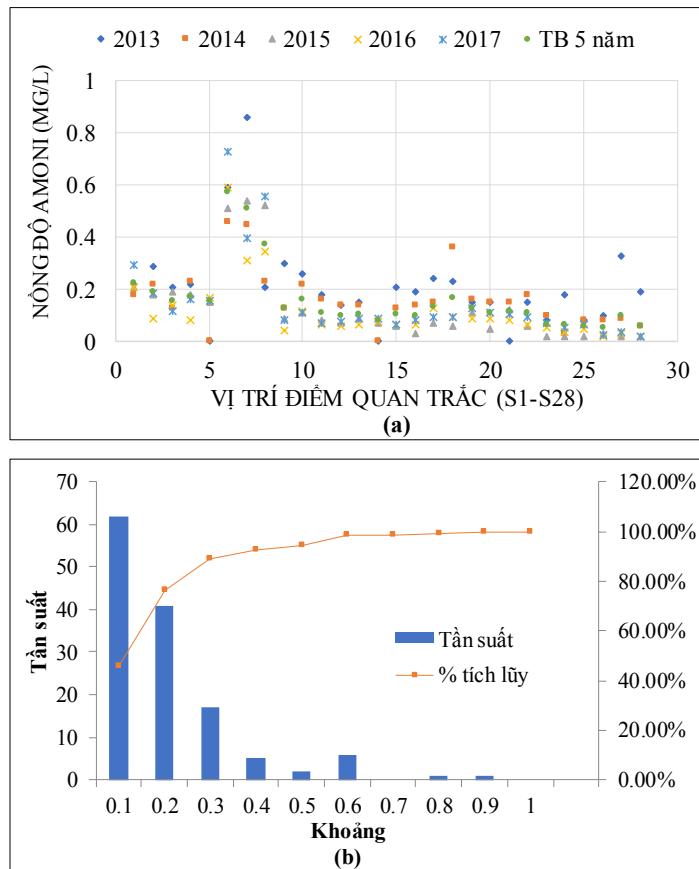 2013 2014 2015 2016 2017 TB 5 năm
1
0.8
0.6
0.4
0.2
0
NỒNG ĐỘ AMONI (MG/L)
0 5 10 15 20 25 30
VỊ TRÍ ĐIỂM QUAN TRẮC (S1-S28)
(a)
70
60
50
40
30
20
10
0
Tần suất
120.00%
100.00%
80.00%
60.00%
40.00%
20.00%
0.00%
Tần suất
% tích lũy
0.1 0.2 0.3 0.4 0.5 0.6 0.7 0.8 0.9 1
Khoảng
(b)